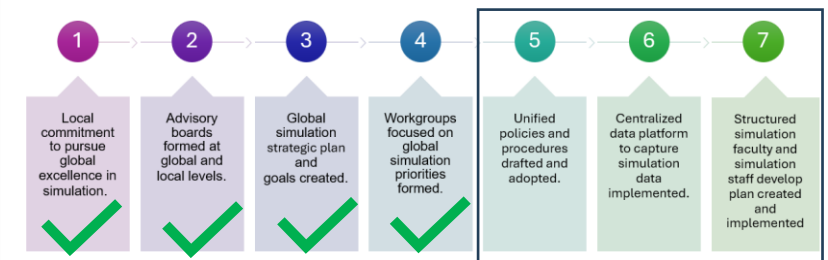 1
2
3
4
5
6
7
Local
commitment
to pursue
global
excellence in
simulation.
Advisory
boards
formed at
global and
local levels.
Global
simulation
strategic plan
and
goals created.
Workgroups
focused on
global
simulation
priorities
formed.
Unified
policies and
procedures
drafted and
adopted.
Centralized
data platform
to capture
simulation
data
implemented.
Structured
simulation
faculty and
simulation
staff develop
plan created
and
implemented